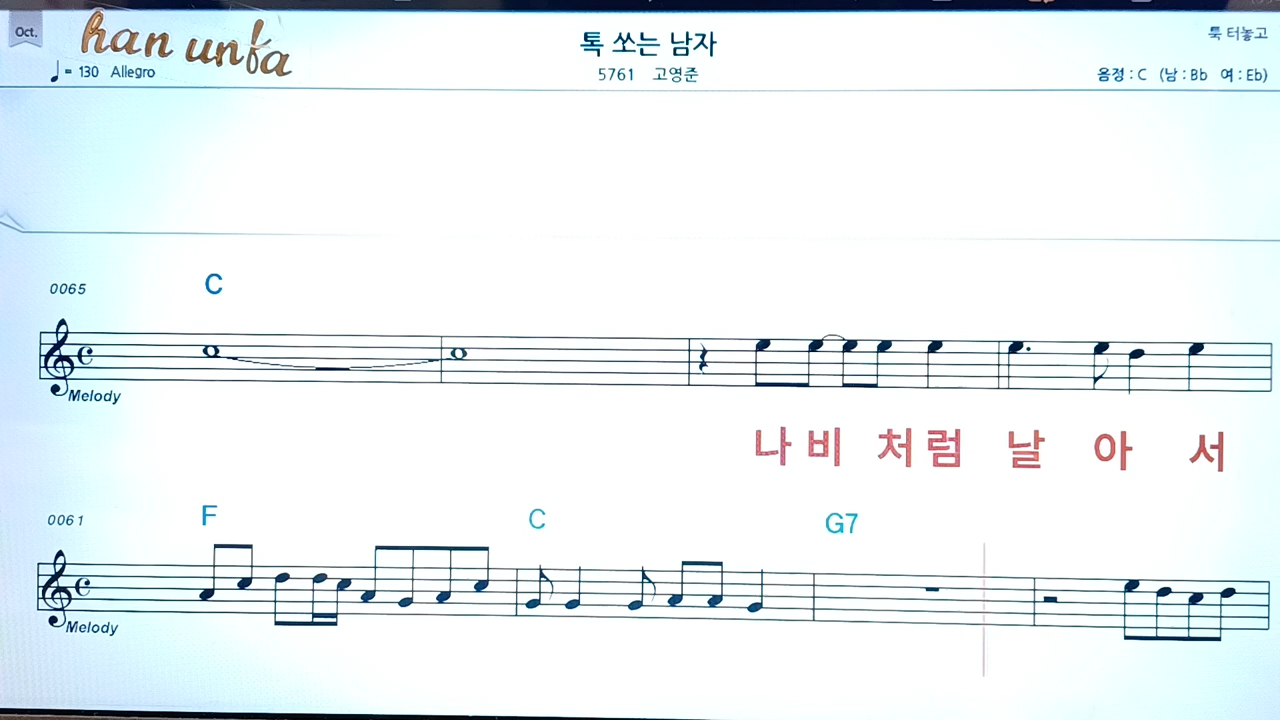 Oct.
han unfa
톡 쏘는 남자
툭 터놓고
♩= 130 Allegro
5761 고영준
음정 : C (남 : Bb 여 : Eb)
0065
C
Melody
나 비 처 럼 날 아 서
0061
F C G7
Melody